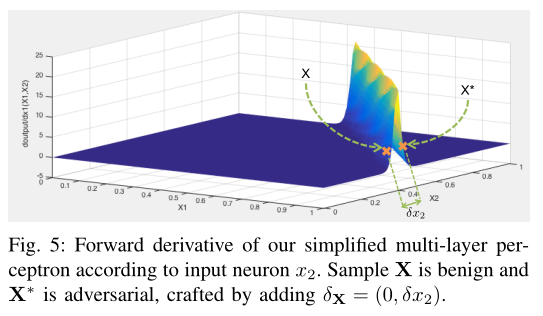 25
20
15
10
5
0
-5
doutput/dx1(X1,X2)
X
X*
0
0.1
0.2
0.3
0.4
0.5
0.6
0.7
0.8
0.9
1
X1
0
0.2
0.4
0.6
0.8
1
X2
δx₂
Fig. 5: Forward derivative of our simplified multi-layer per-
ceptron according to input neuron x₂. Sample X is benign and
X* is adversarial, crafted by adding δ_X = (0, δx₂).